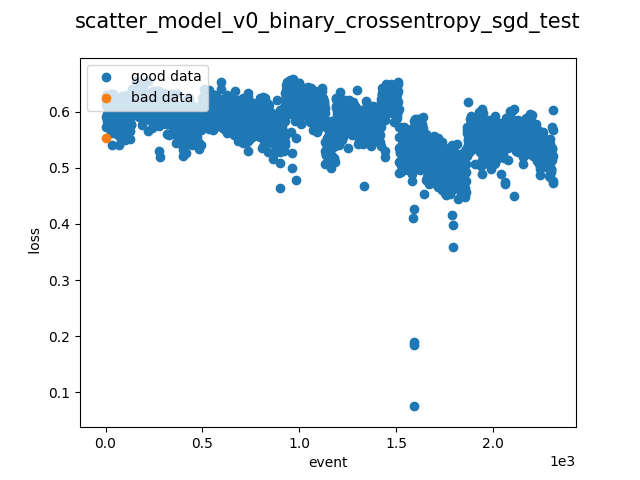 scatter_model_v0_binary_crossentropy_sgd_test
good data
bad data
0.6
0.5
0.4
0.3
0.2
0.1
loss
0.0 0.5 1.0 1.5 2.0
1e3
event